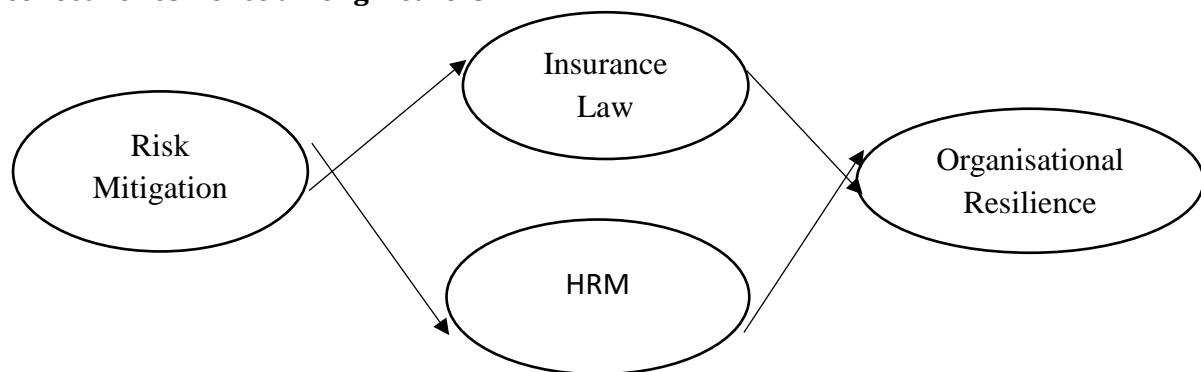 Insurance
Law
Risk
Mitigation
Organisational
Resilience
HRM